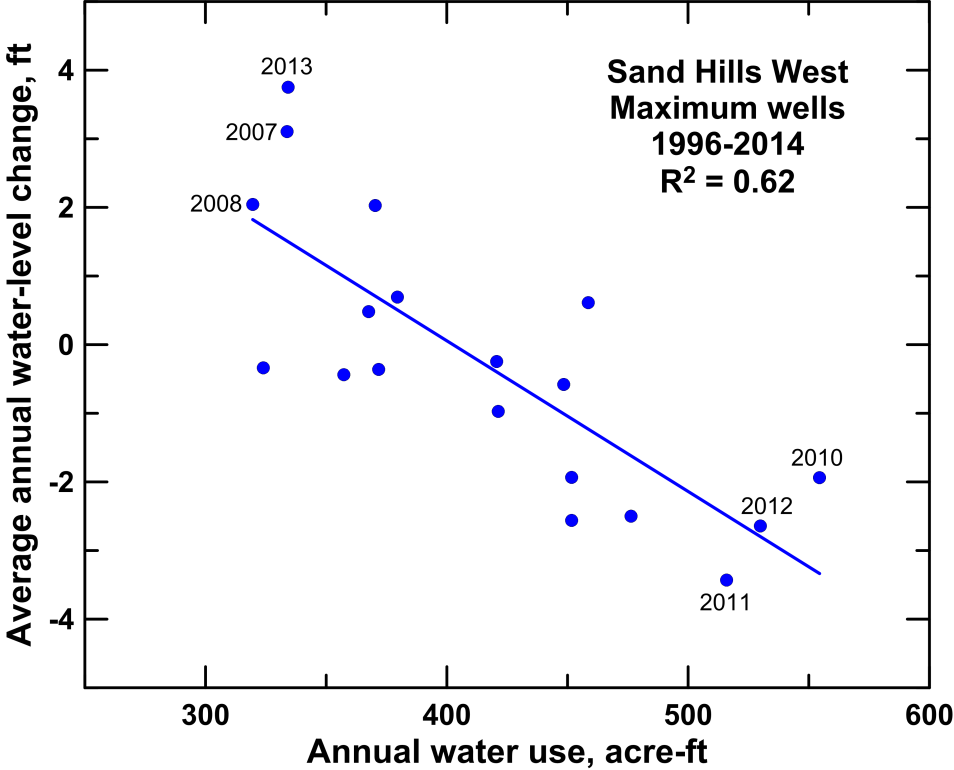 Sand Hills West
Maximum wells
1996-2014
R² = 0.62
2013
2007
2008
2010
2012
2011
4
2
0
-2
-4
Average annual water-level change, ft
300 400 500 600
Annual water use, acre-ft